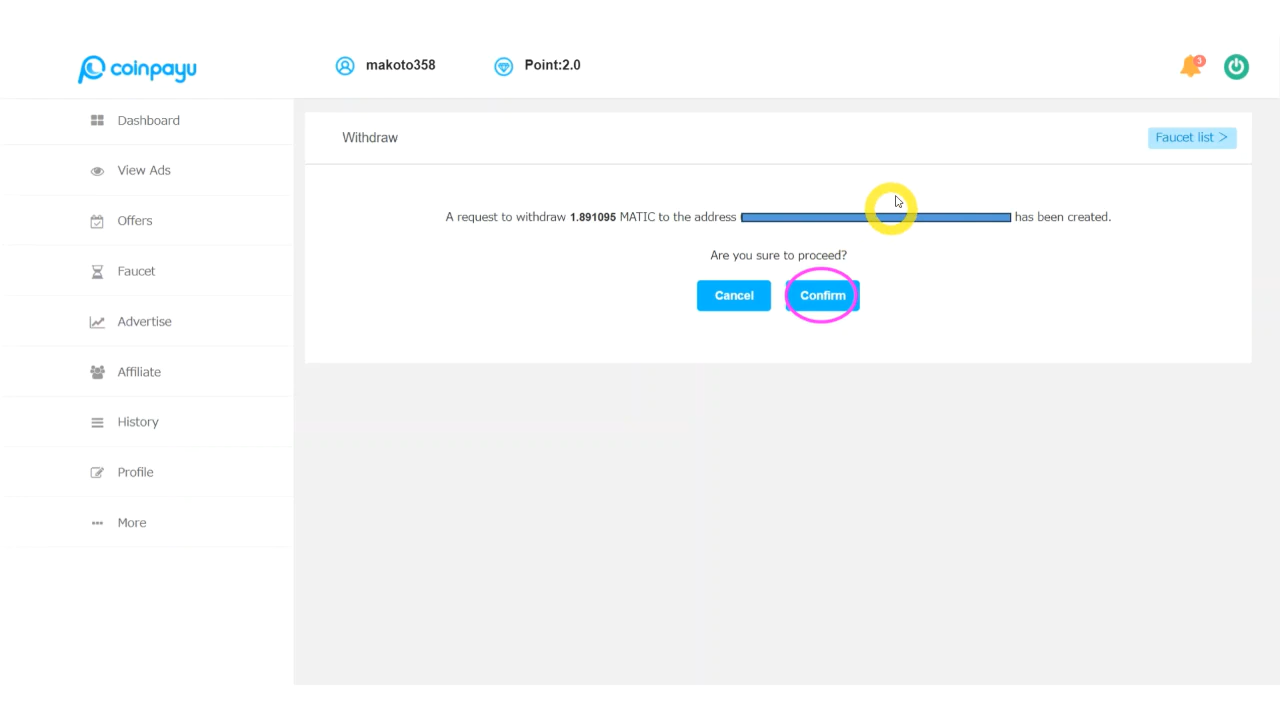 coinpayu
makoto358
Point:2.0
3
Dashboard
View Ads
Offers
Faucet
Advertise
Affiliate
History
Profile
More
Withdraw
Faucet list >
A request to withdraw 1.891095 MATIC to the address has been created.
Are you sure to proceed?
Cancel
Confirm